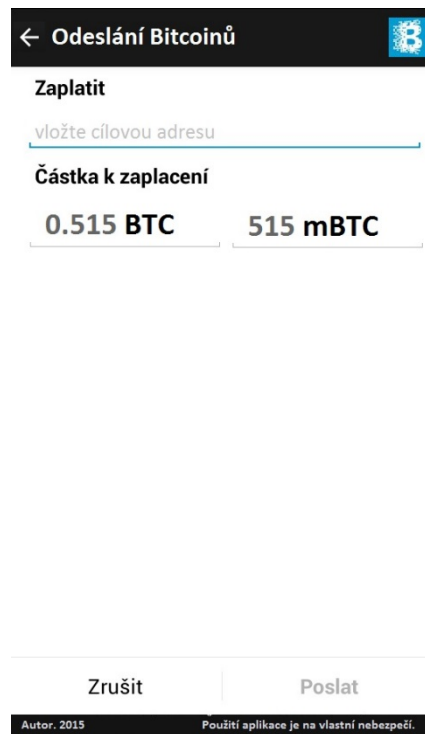 ← Odeslání Bitcoinů
Zaplatit
vložte cílovou adresu
Částka k zaplacení
0.515 BTC 515 mBTC
Zrušit Poslat
Autor. 2015 Použití aplikace je na vlastní nebezpečí.